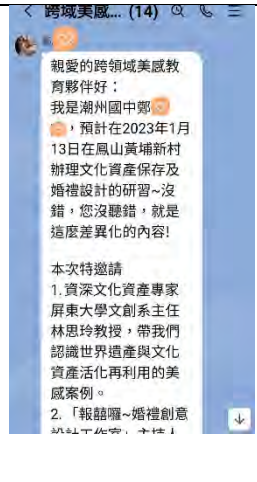 跨域美感... (14)
親愛的跨領域美感教
育夥伴好：
我是潮州國中鄭
，預計在2023年1月
13日在鳳山黃埔新村
辦理文化資產保存及
婚禮設計的研習~沒
錯，您沒聽錯，就是
這麼差異化的內容!
本次特邀請
1.資深文化資產專家
屏東大學文創系主任
林思玲教授，帶我們
認識世界遺產與文化
資產活化再利用的美
感案例。
2.「報囍囉~婚禮創意
設計工作室」主持人